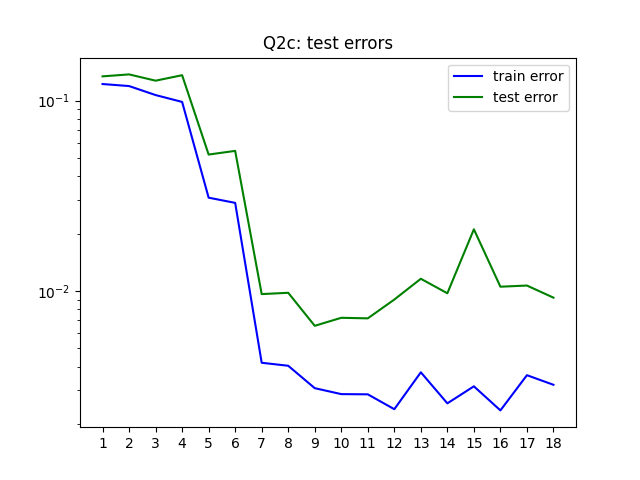 Q2c: test errors
train error
test error
10⁻¹
10⁻²
1 2 3 4 5 6 7 8 9 10 11 12 13 14 15 16 17 18